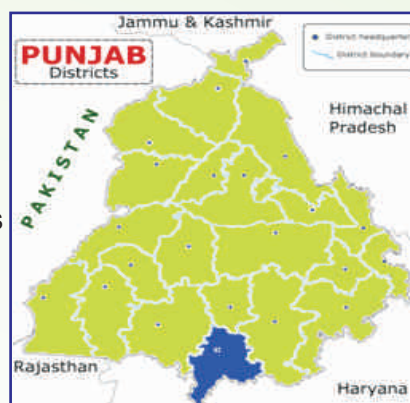 Jammu & Kashmir
PUNJAB
Districts
District headquarter
District boundary
Himachal
Pradesh
PAKISTAN
s
Rajasthan
Haryana